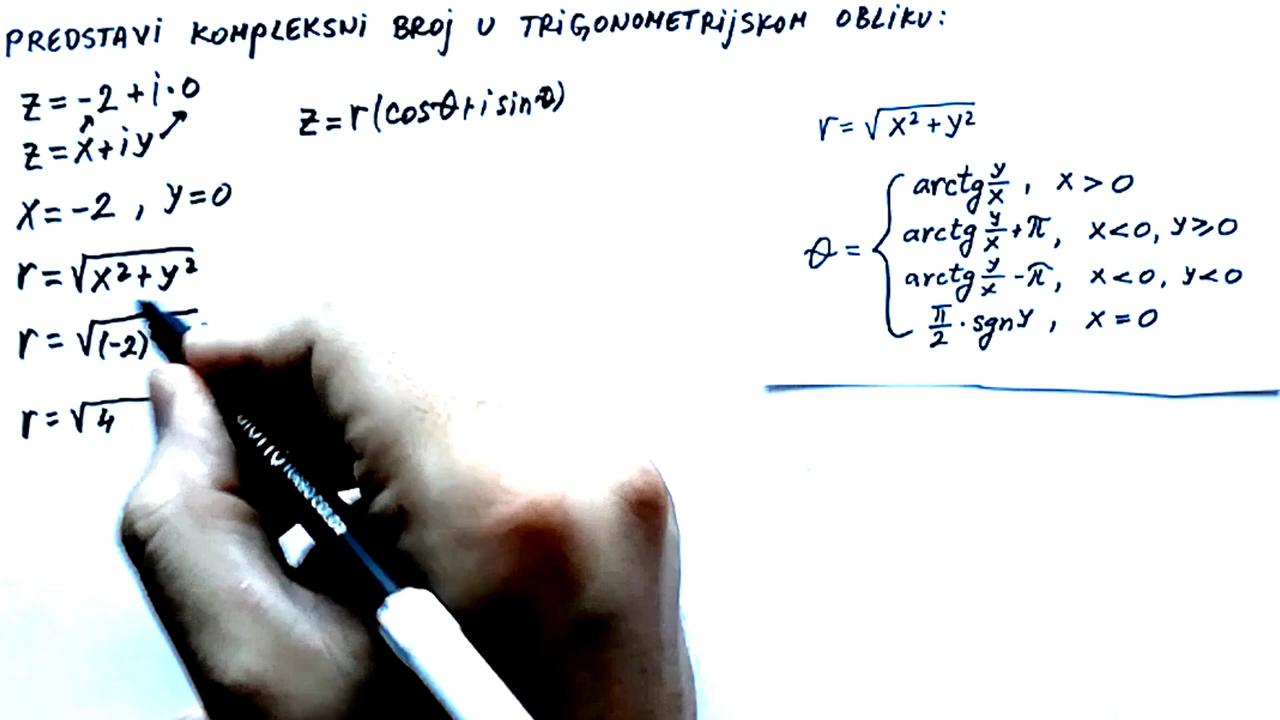 PREDSTAVi KOMPLEKSNi BROj U TRiGONOMETRijSKOM OBLiKU:
z = -2 + i·0
z = x + iy
x = -2 , y = 0
r = √(x² + y²)
r = √(-2)
r = √4
z = r(cosθ + i sinθ)
r = √(x² + y²)
θ = { arctg y/x , x > 0
arctg y/x + π, x < 0, y ⩾ 0
arctg y/x - π, x < 0, y < 0
π/2 · sgn y , x = 0